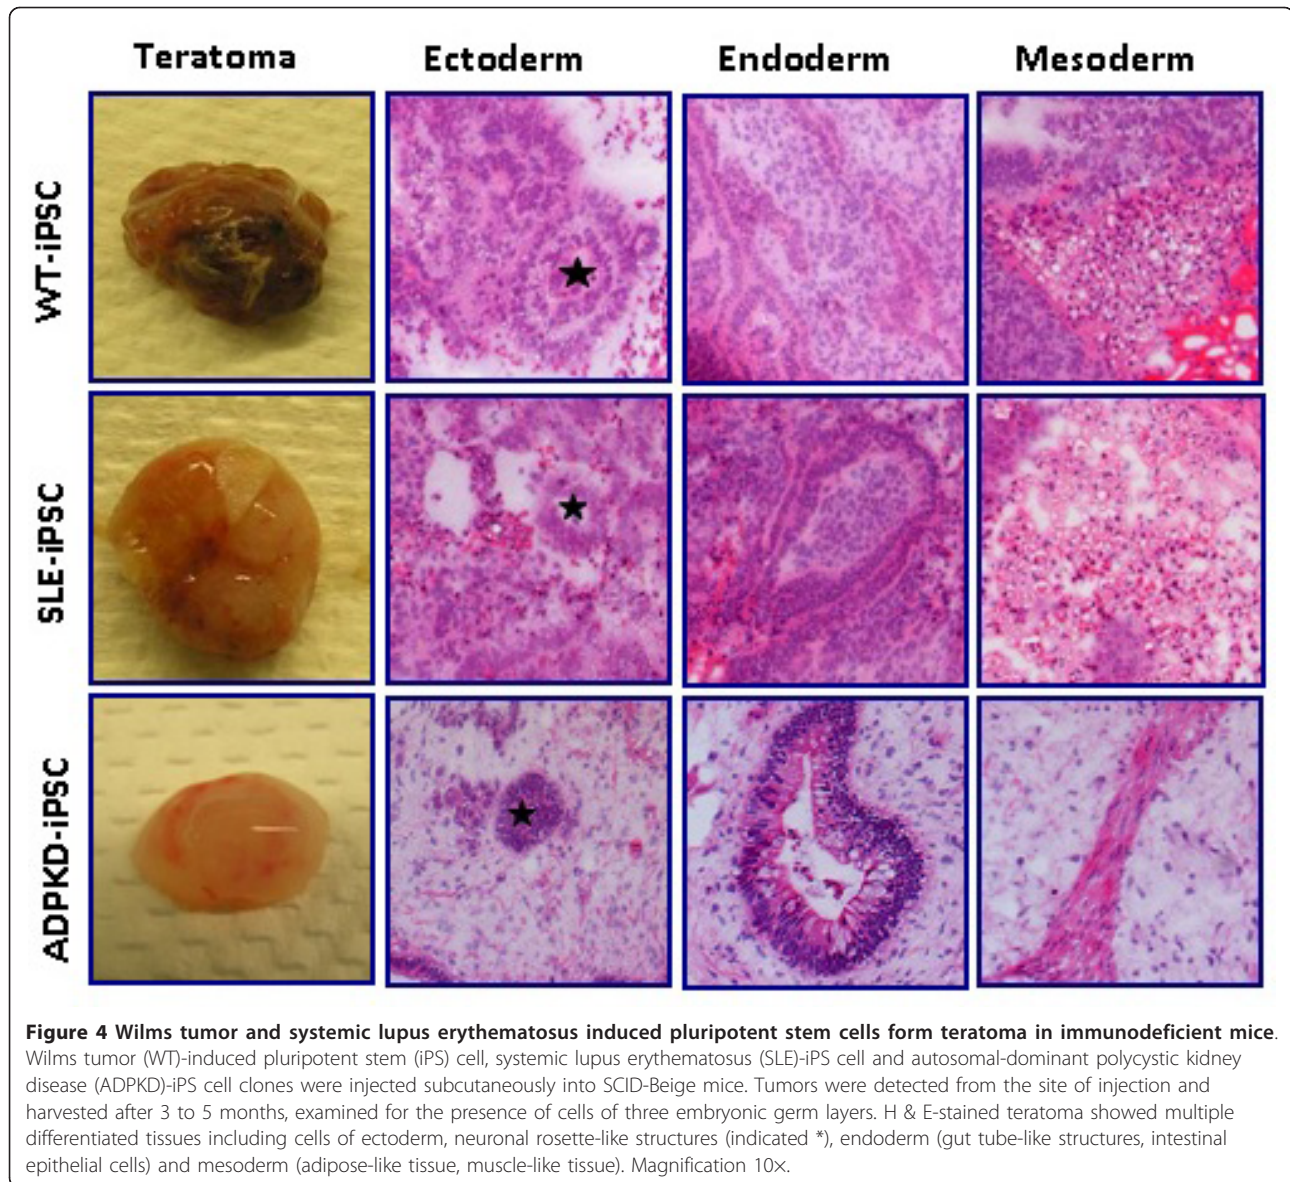 Teratoma Ectoderm Endoderm Mesoderm
WT-iPSC
SLE-iPSC
ADPKD-iPSC
Figure 4 Wilms tumor and systemic lupus erythematosus induced pluripotent stem cells form teratoma in immunodeficient mice.
Wilms tumor (WT)-induced pluripotent stem (iPS) cell, systemic lupus erythematosus (SLE)-iPS cell and autosomal-dominant polycystic kidney
disease (ADPKD)-iPS cell clones were injected subcutaneously into SCID-Beige mice. Tumors were detected from the site of injection and
harvested after 3 to 5 months, examined for the presence of cells of three embryonic germ layers. H & E-stained teratoma showed multiple
differentiated tissues including cells of ectoderm, neuronal rosette-like structures (indicated *), endoderm (gut tube-like structures, intestinal
epithelial cells) and mesoderm (adipose-like tissue, muscle-like tissue). Magnification 10×.